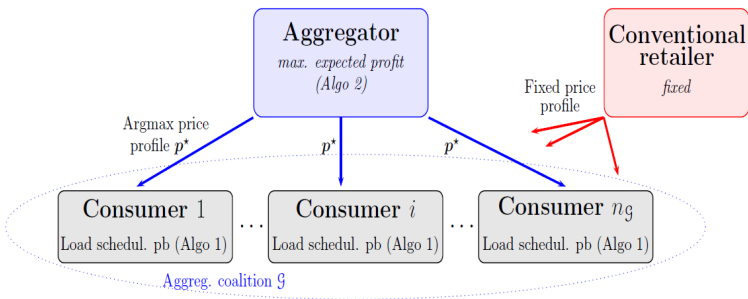 Aggregator
max. expected profit
(Algo 2)
Conventional
retailer
fixed
Fixed price
profile
Argmax price
profile p*
p*
p*
Consumer 1
Load schedul. pb (Algo 1)
...
Consumer i
Load schedul. pb (Algo 1)
...
Consumer n𝒢
Load schedul. pb (Algo 1)
Aggreg. coalition 𝒢